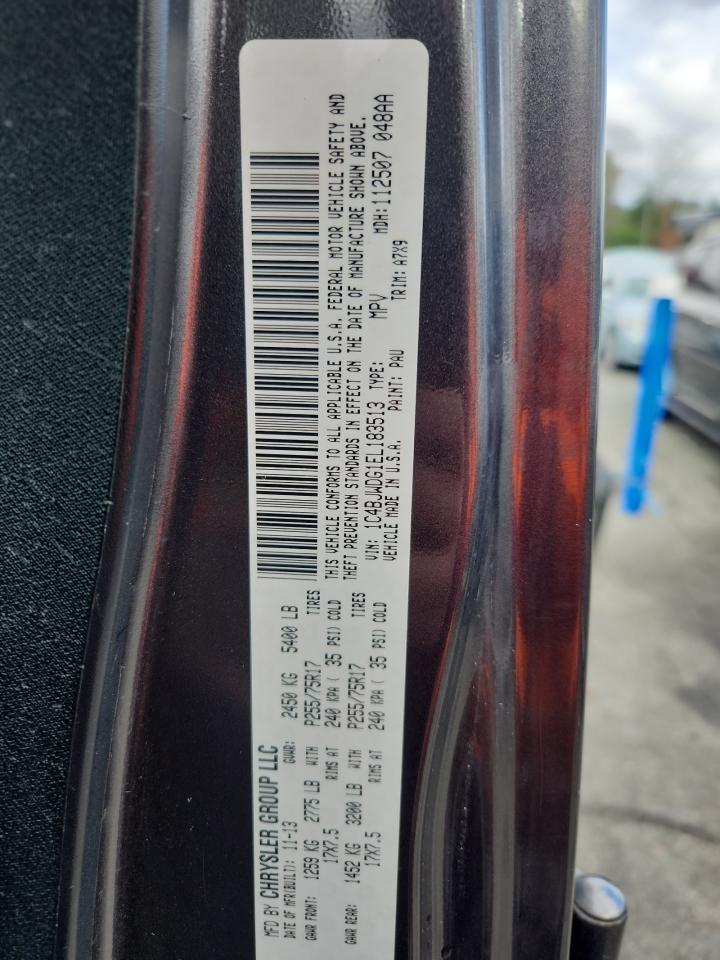 MFD BY CHRYSLER GROUP LLC
DATE OF MFR(BUILT): 11-13 GVWR: 2450 KG 5400 LB
GAWR FRONT: 1259 KG 2775 LB WITH P255/75R17 TIRES
17X7.5 RIMS AT 240 KPA ( 35 PSI) COLD
GAWR REAR: 1452 KG 3200 LB WITH P255/75R17 TIRES
17X7.5 RIMS AT 240 KPA ( 35 PSI) COLD
THIS VEHICLE CONFORMS TO ALL APPLICABLE U.S.A. FEDERAL MOTOR VEHICLE SAFETY AND
THEFT PREVENTION STANDARDS IN EFFECT ON THE DATE OF MANUFACTURE SHOWN ABOVE.
VIN: 1C4BJWDG1EL183513 TYPE: MPV MDH:112507 048AA
VEHICLE MADE IN U.S.A. PAINT: PAU TRIM: A7X9